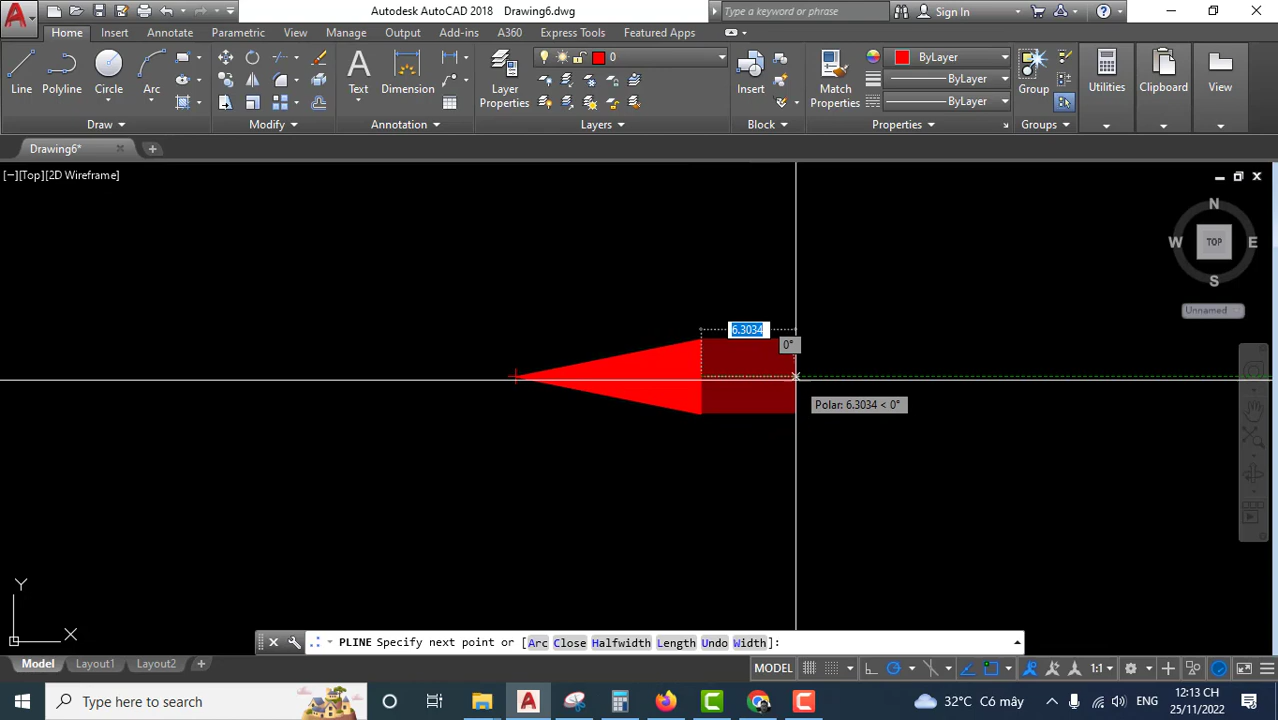 Autodesk AutoCAD 2018 Drawing6.dwg
Type a keyword or phrase
Sign In
Home Insert Annotate Parametric View Manage Output Add-ins A360 Express Tools Featured Apps
Line Polyline Circle Arc
Text Dimension
Layer Properties
0
Insert
Match Properties
ByLayer
ByLayer
ByLayer
Group
Utilities
Clipboard
View
Draw Modify Annotation Layers Block Properties Groups
Drawing6*
[−][Top][2D Wireframe]
N
W TOP E
S
Unnamed
6.3034
0°
Polar: 6.3034 < 0°
Y
X
PLINE Specify next point or [Arc Close Halfwidth Length Undo Width]:
Model Layout1 Layout2
MODEL
1:1
Type here to search
32°C Có mây
ENG
12:13 CH
25/11/2022